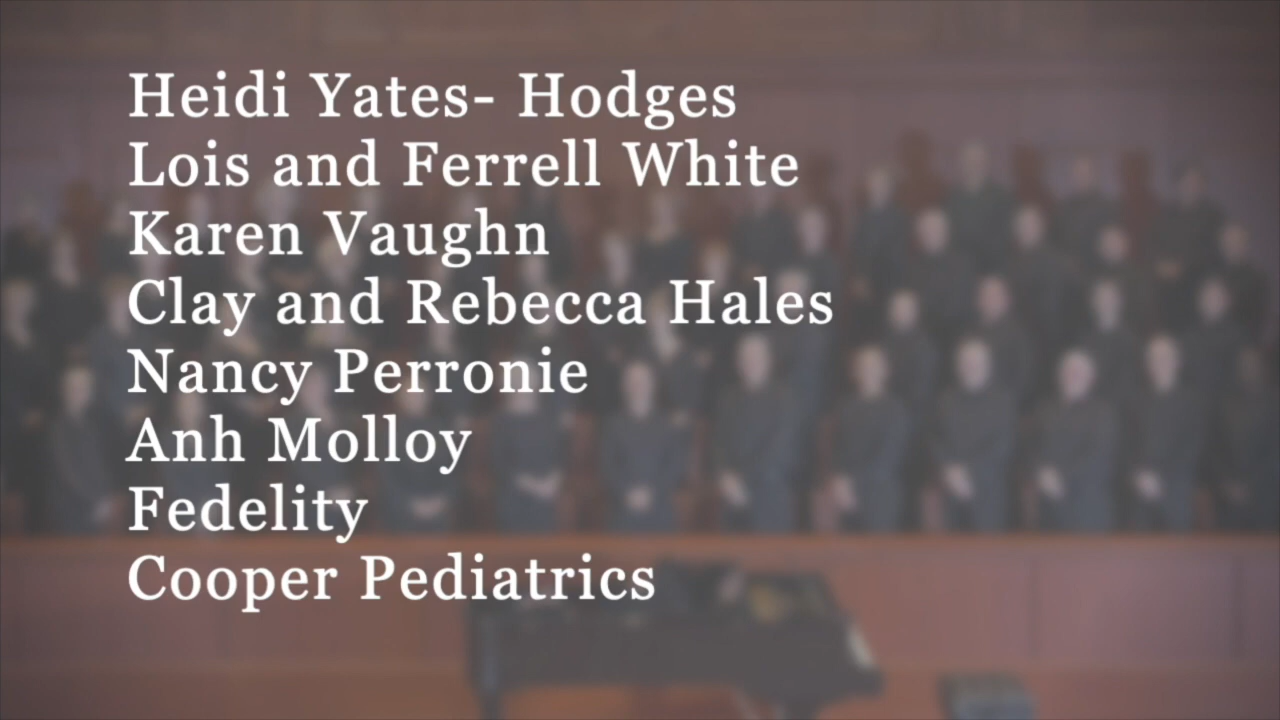 Heidi Yates- Hodges
Lois and Ferrell White
Karen Vaughn
Clay and Rebecca Hales
Nancy Perronie
Anh Molloy
Fedelity
Cooper Pediatrics